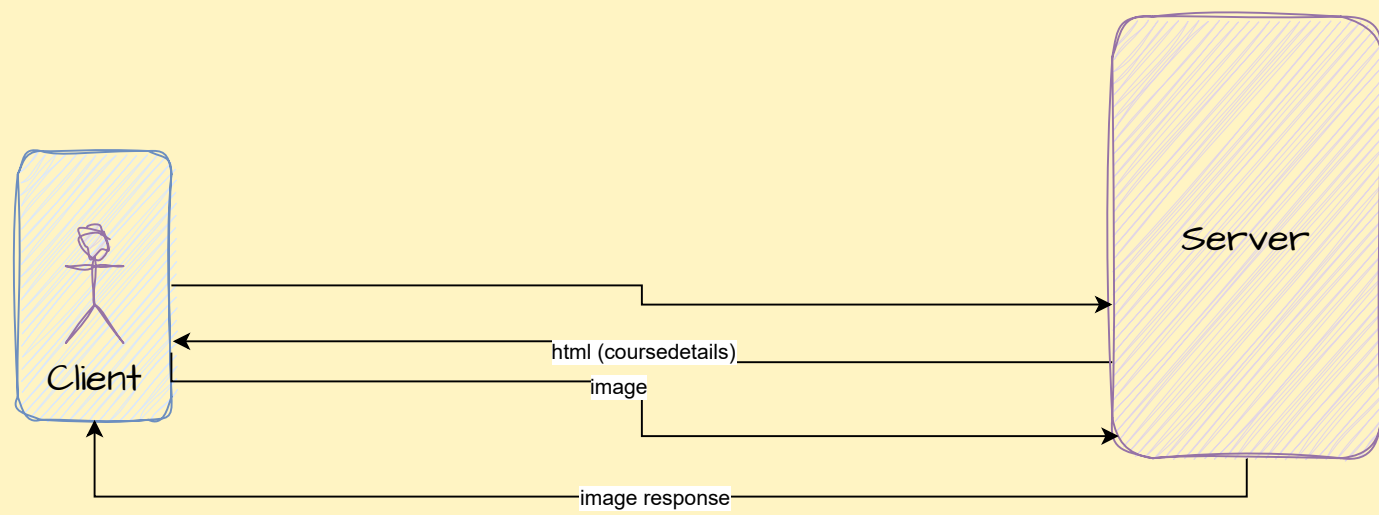 Server
html (coursedetails)
Client
image
image response